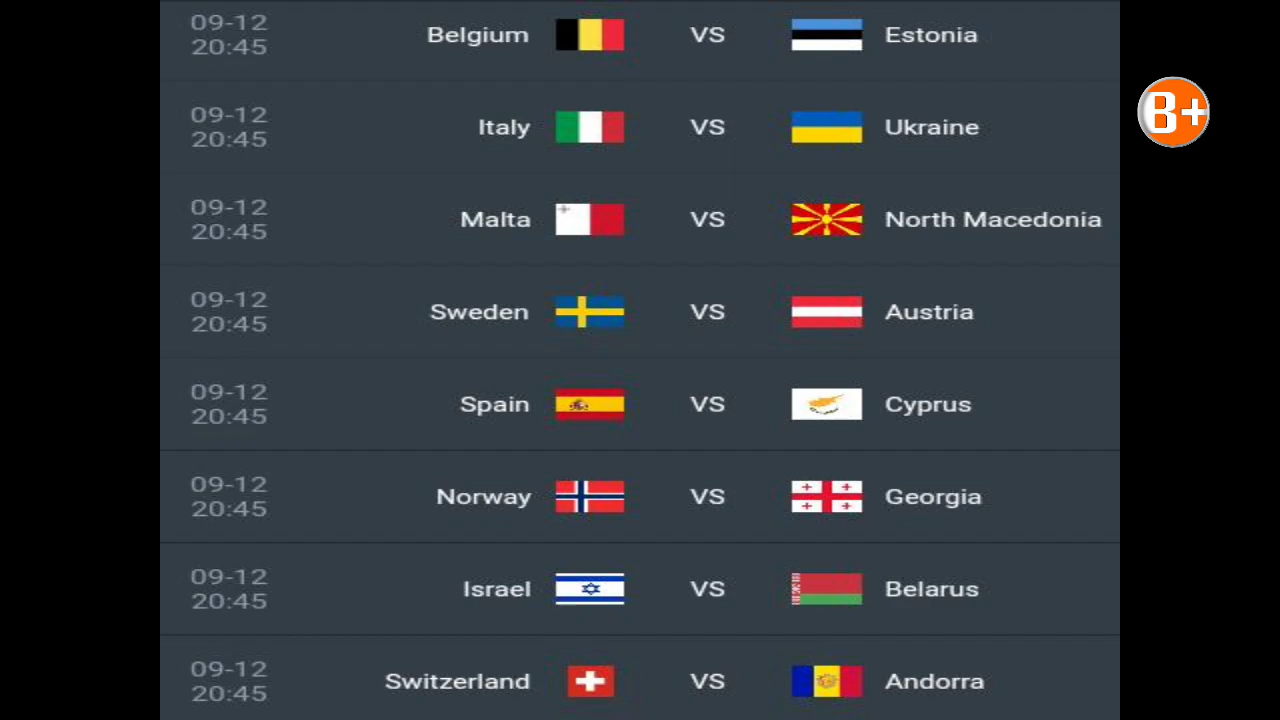 09-12
20:45
Belgium VS Estonia
B+
09-12
20:45
Italy VS Ukraine
09-12
20:45
Malta VS North Macedonia
09-12
20:45
Sweden VS Austria
09-12
20:45
Spain VS Cyprus
09-12
20:45
Norway VS Georgia
09-12
20:45
Israel VS Belarus
09-12
20:45
Switzerland VS Andorra